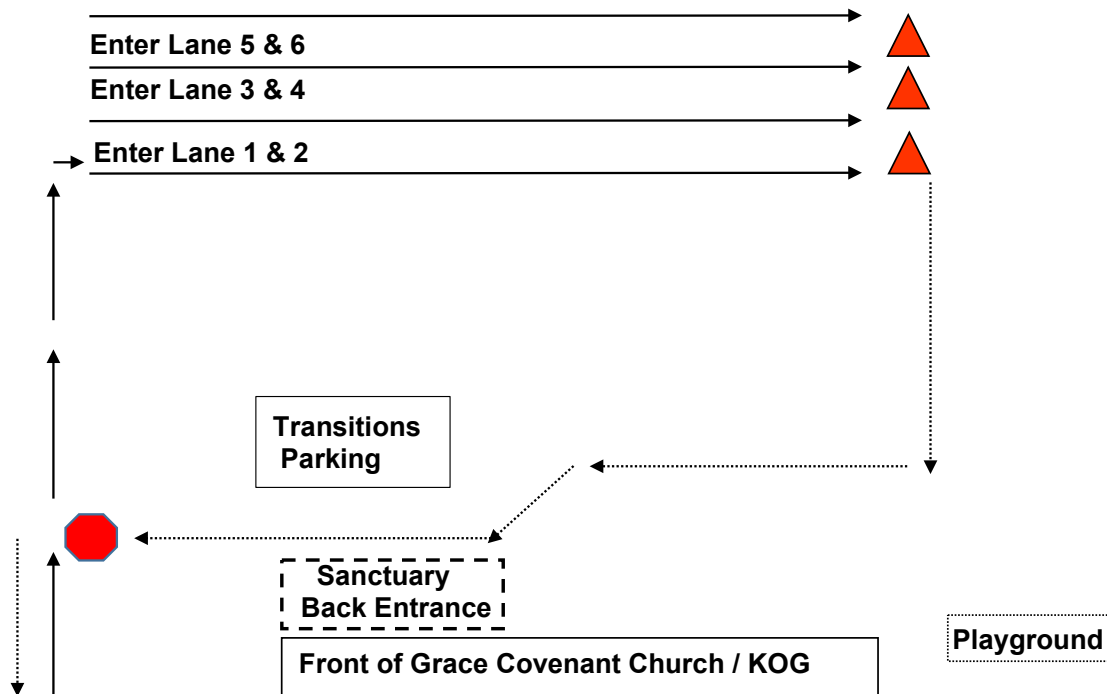 Enter Lane 5 & 6
Enter Lane 3 & 4
Enter Lane 1 & 2
Transitions
Parking
Sanctuary
Back Entrance
Playground
Front of Grace Covenant Church / KOG